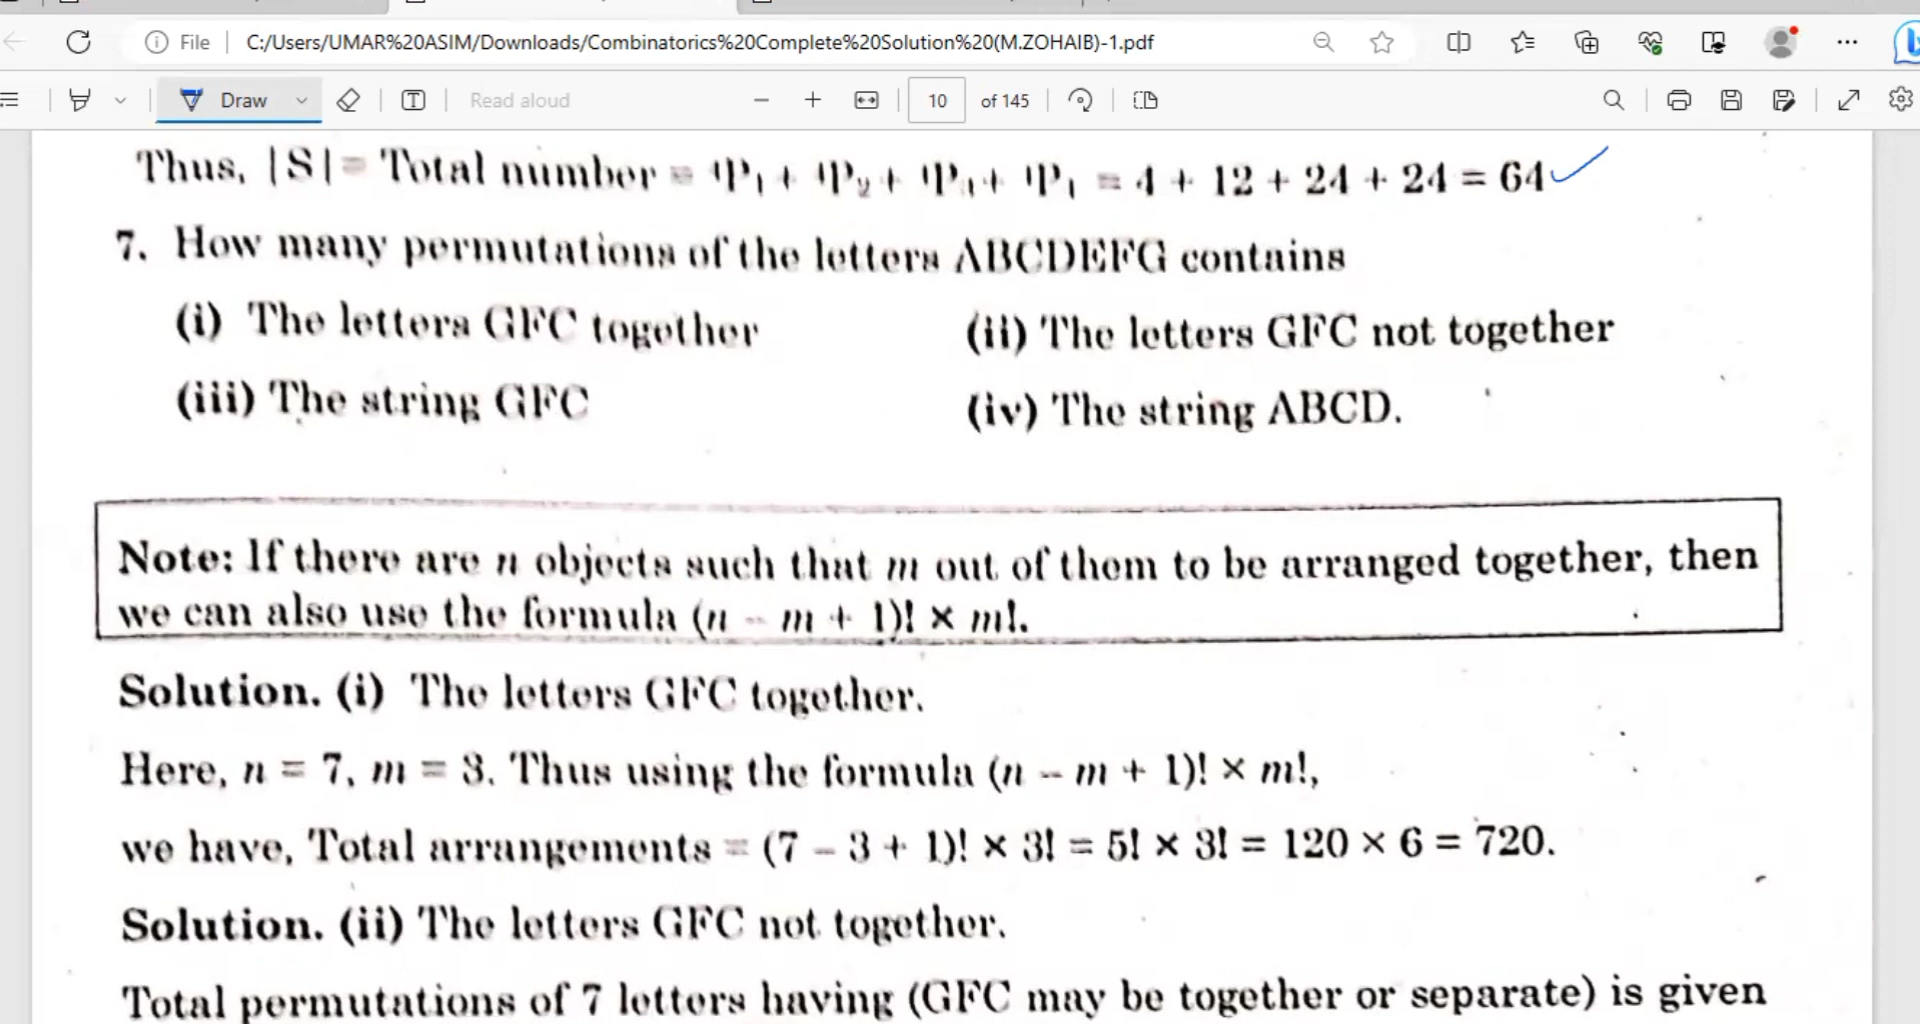 File C:/Users/UMAR%20ASIM/Downloads/Combinatorics%20Complete%20Solution%20(M.ZOHAIB)-1.pdf
Draw Read aloud 10 of 145
Thus, |S| = Total number = ⁴P₁ + ⁴P₂ + ⁴P₃ + ⁴P₄ = 4 + 12 + 24 + 24 = 64
7. How many permutations of the letters ABCDEFG contains
(i) The letters GFC together (ii) The letters GFC not together
(iii) The string GFC (iv) The string ABCD.
Note: If there are n objects such that m out of them to be arranged together, then
we can also use the formula (n – m + 1)! × m!.
Solution. (i) The letters GFC together.
Here, n = 7, m = 3. Thus using the formula (n – m + 1)! × m!,
we have, Total arrangements = (7 – 3 + 1)! × 3! = 5! × 3! = 120 × 6 = 720.
Solution. (ii) The letters GFC not together.
Total permutations of 7 letters having (GFC may be together or separate) is given